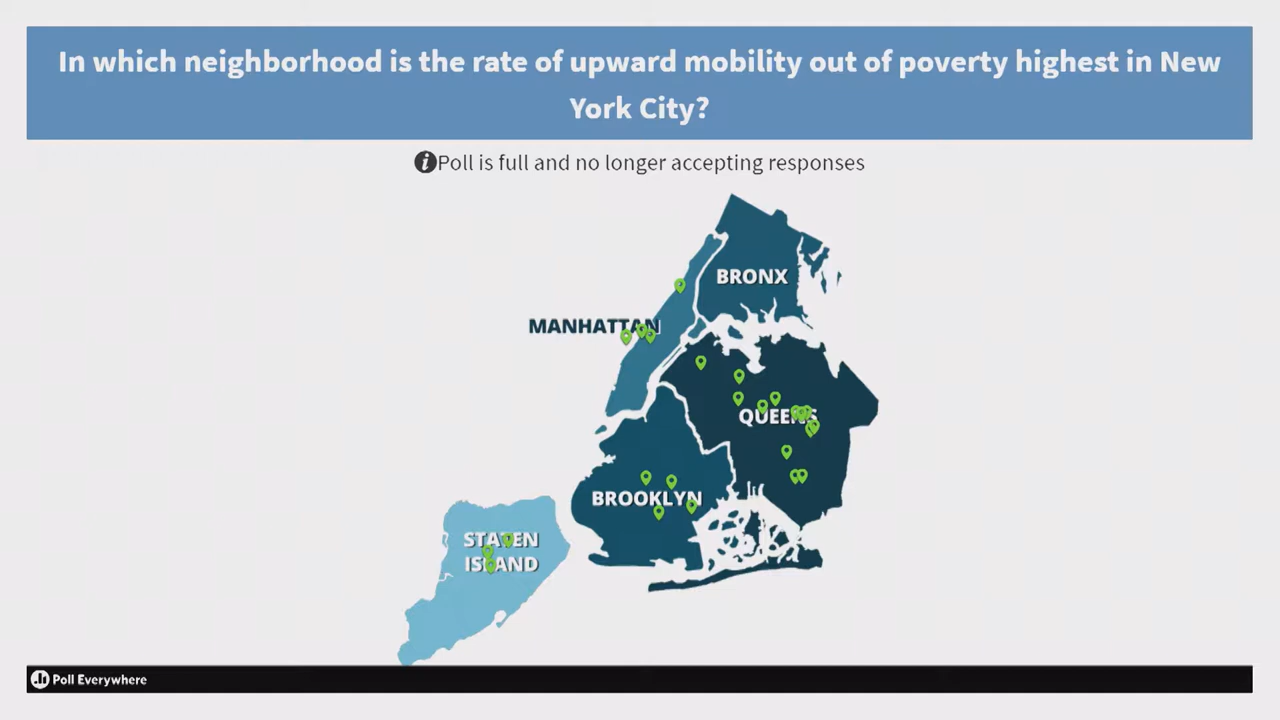 In which neighborhood is the rate of upward mobility out of poverty highest in New
York City?
Poll is full and no longer accepting responses
BRONX
MANHATTAN
QUEENS
BROOKLYN
STATEN
ISLAND
Poll Everywhere